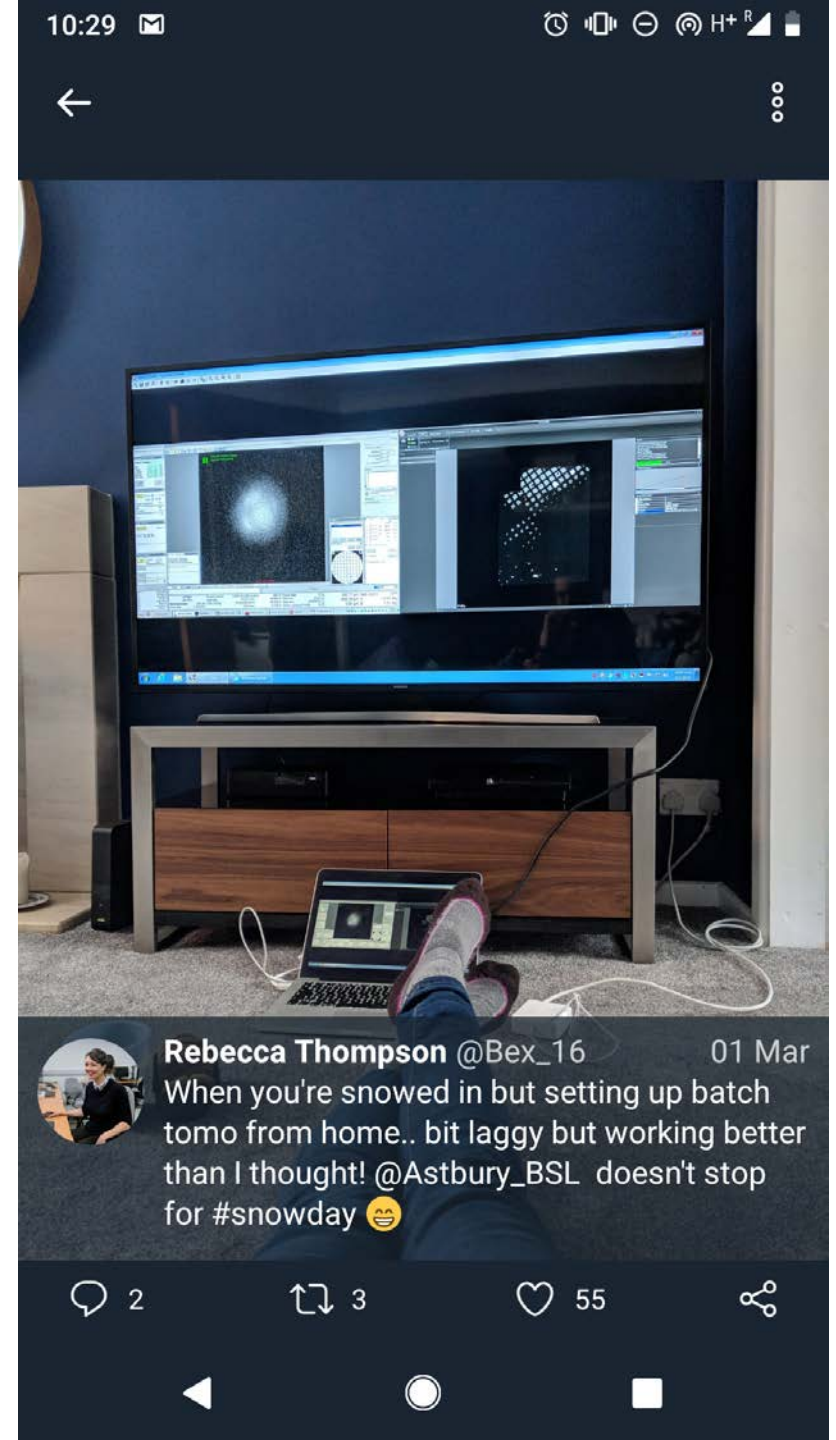 10:29
H+ R
Rebecca Thompson @Bex_16 01 Mar
When you're snowed in but setting up batch
tomo from home.. bit laggy but working better
than I thought! @Astbury_BSL doesn't stop
for #snowday 😁
2 3 55